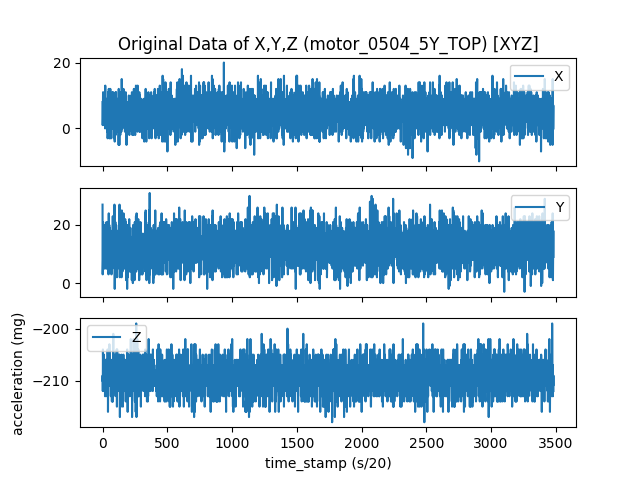 Original Data of X,Y,Z (motor_0504_5Y_TOP) [XYZ]
20
0
X
20
0
Y
−200
−210
Z
acceleration (mg)
0 500 1000 1500 2000 2500 3000 3500
time_stamp (s/20)